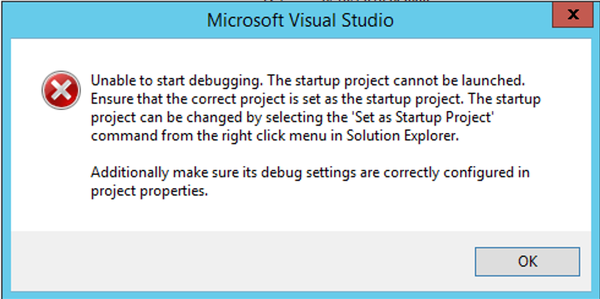 Microsoft Visual Studio
x
Unable to start debugging. The startup project cannot be launched.
Ensure that the correct project is set as the startup project. The startup
project can be changed by selecting the 'Set as Startup Project'
command from the right click menu in Solution Explorer.
Additionally make sure its debug settings are correctly configured in
project properties.
OK